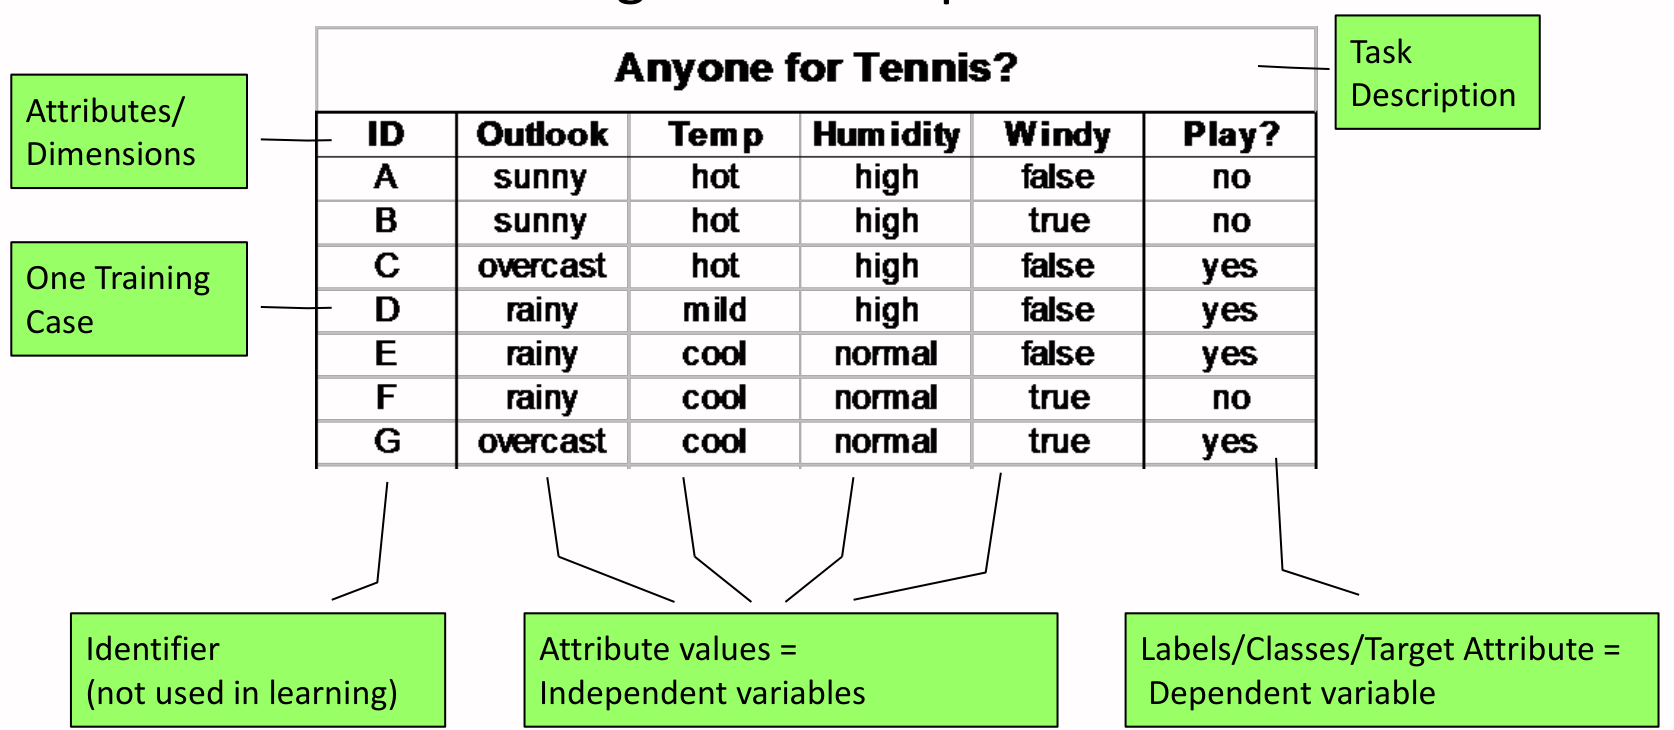 Anyone for Tennis?
Task
Description
Attributes/
Dimensions
ID Outlook Temp Humidity Windy Play?
A sunny hot high false no
B sunny hot high true no
C overcast hot high false yes
One Training
Case
D rainy mild high false yes
E rainy cool normal false yes
F rainy cool normal true no
G overcast cool normal true yes
Identifier
(not used in learning)
Attribute values =
Independent variables
Labels/Classes/Target Attribute =
Dependent variable